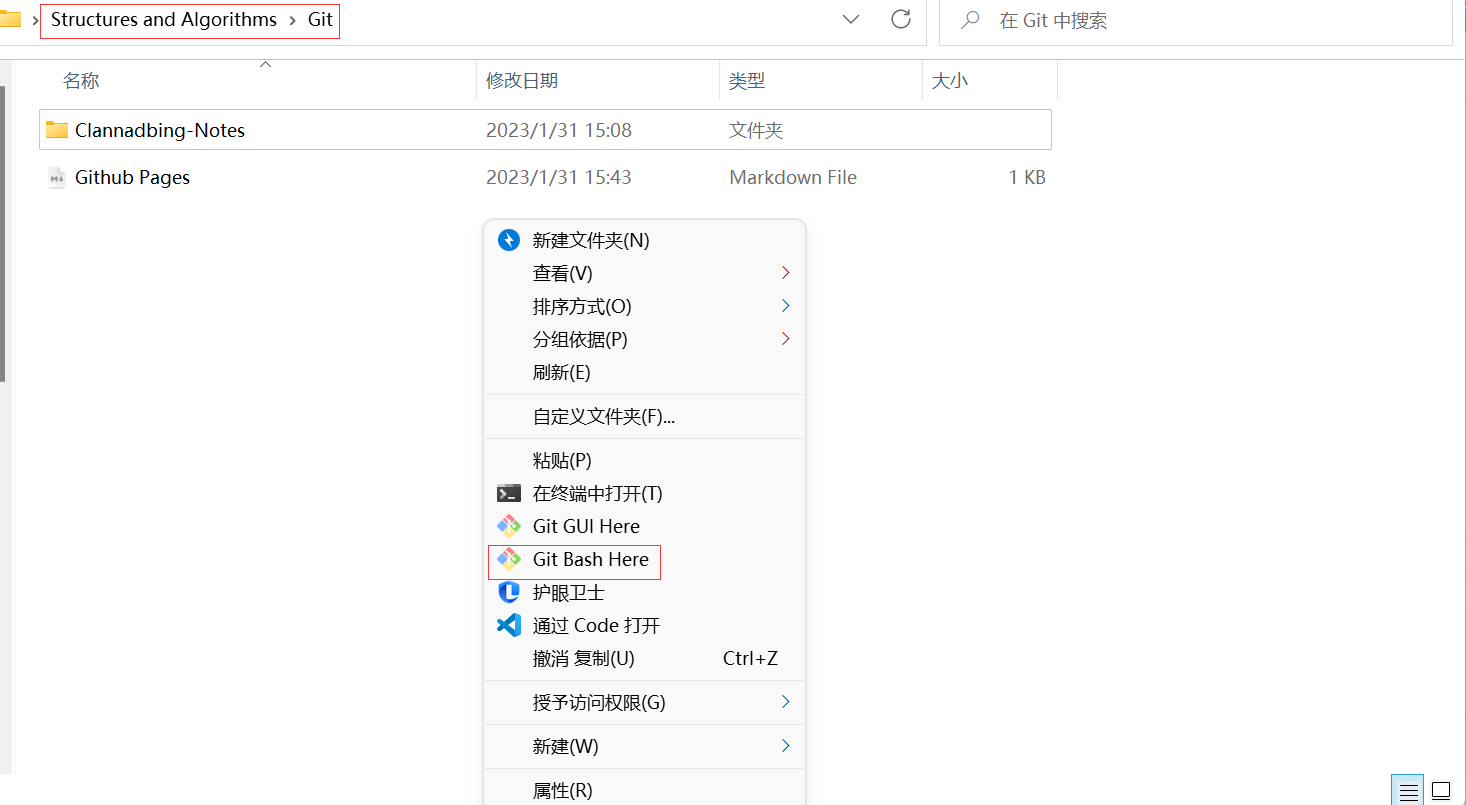 Structures and Algorithms > Git
在 Git 中搜索
名称 修改日期 类型 大小
Clannadbing-Notes 2023/1/31 15:08 文件夹
Github Pages 2023/1/31 15:43 Markdown File 1 KB
新建文件夹(N)
查看(V)
排序方式(O)
分组依据(P)
刷新(E)
自定义文件夹(F)...
粘贴(P)
在终端中打开(T)
Git GUI Here
Git Bash Here
护眼卫士
通过 Code 打开
撤消 复制(U) Ctrl+Z
授予访问权限(G)
新建(W)
属性(R)